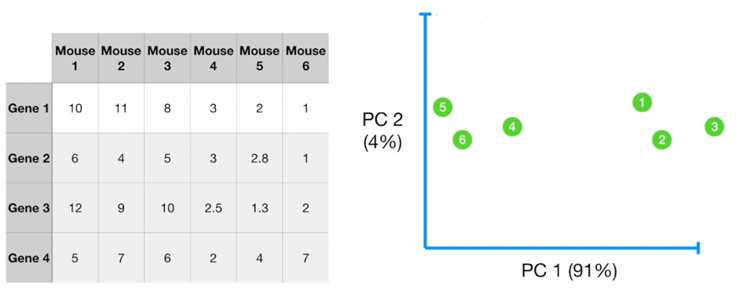 Mouse 1 Mouse 2 Mouse 3 Mouse 4 Mouse 5 Mouse 6
Gene 1 10 11 8 3 2 1
Gene 2 6 4 5 3 2.8 1
Gene 3 12 9 10 2.5 1.3 2
Gene 4 5 7 6 2 4 7
PC 2
(4%)
5 6 4 1 2 3
PC 1 (91%)